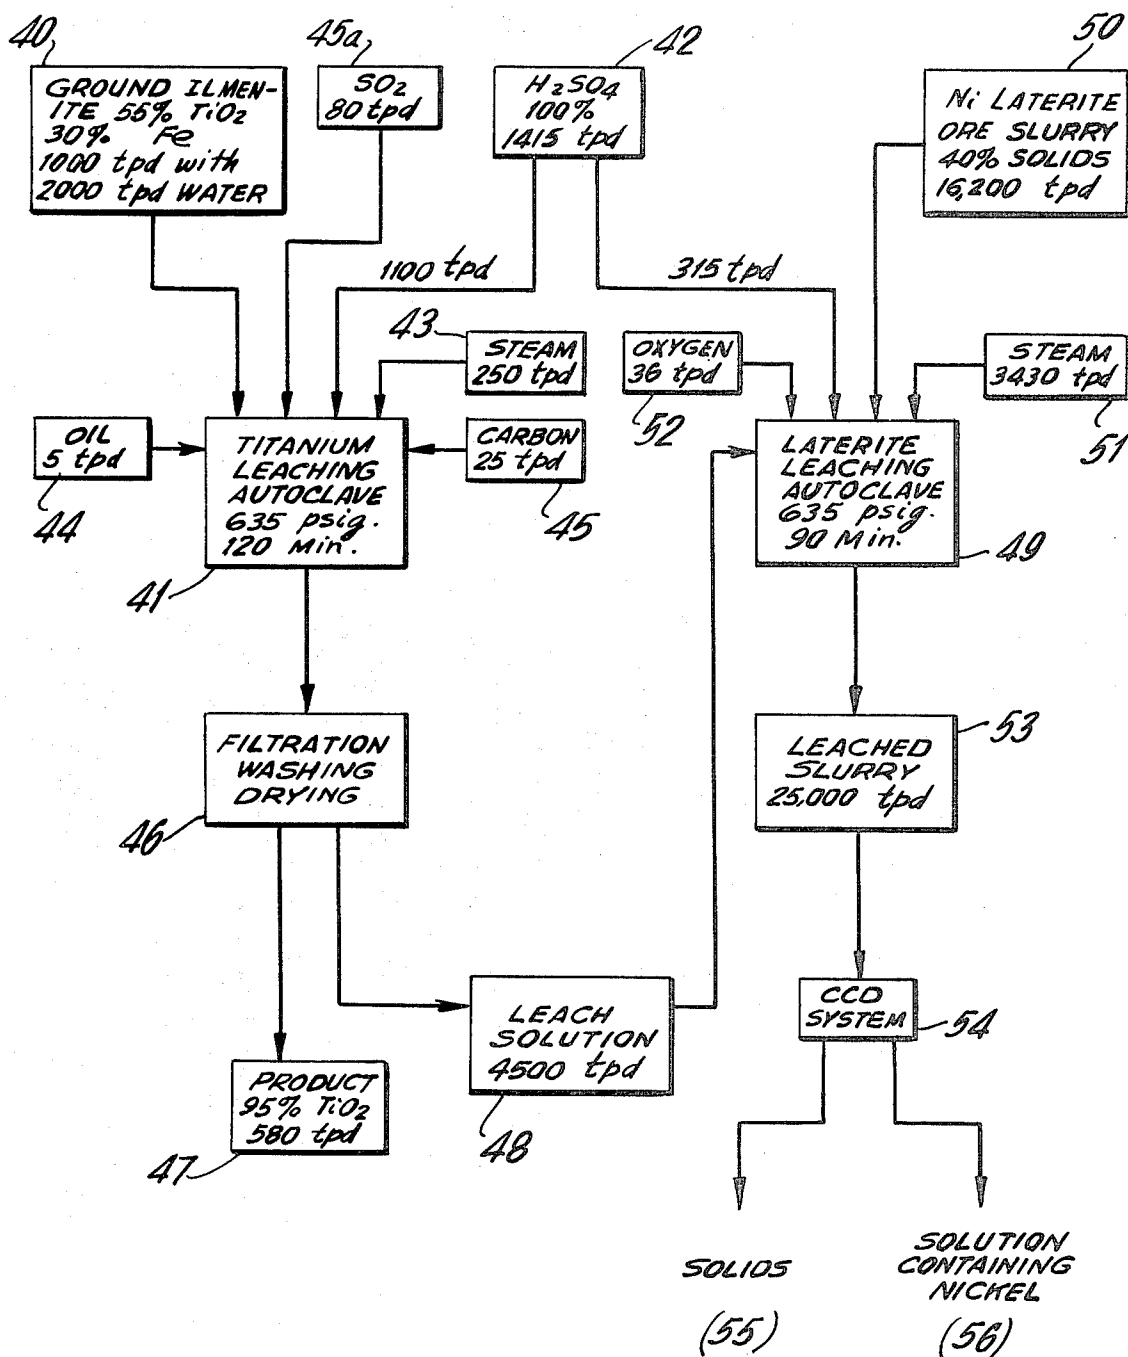 40
GROUND ILMEN-
ITE 55% TiO2
30% Fe
1000 tpd with
2000 tpd WATER
45a
SO2
80 tpd
42
H2SO4
100%
1415 tpd
50
Ni LATERITE
ORE SLURRY
40% SOLIDS
16,200 tpd
1100 tpd
315 tpd
43
STEAM
250 tpd
OXYGEN
36 tpd
52
STEAM
3430 tpd
51
OIL
5 tpd
44
TITANIUM
LEACHING
AUTOCLAVE
635 psig.
120 Min.
41
CARBON
25 tpd
45
LATERITE
LEACHING
AUTOCLAVE
635 psig.
90 Min.
49
FILTRATION
WASHING
DRYING
46
LEACHED
SLURRY
25,000 tpd
53
LEACH
SOLUTION
4500 tpd
48
CCD
SYSTEM
54
PRODUCT
95% TiO2
580 tpd
47
SOLIDS
(55)
SOLUTION
CONTAINING
NICKEL
(56)